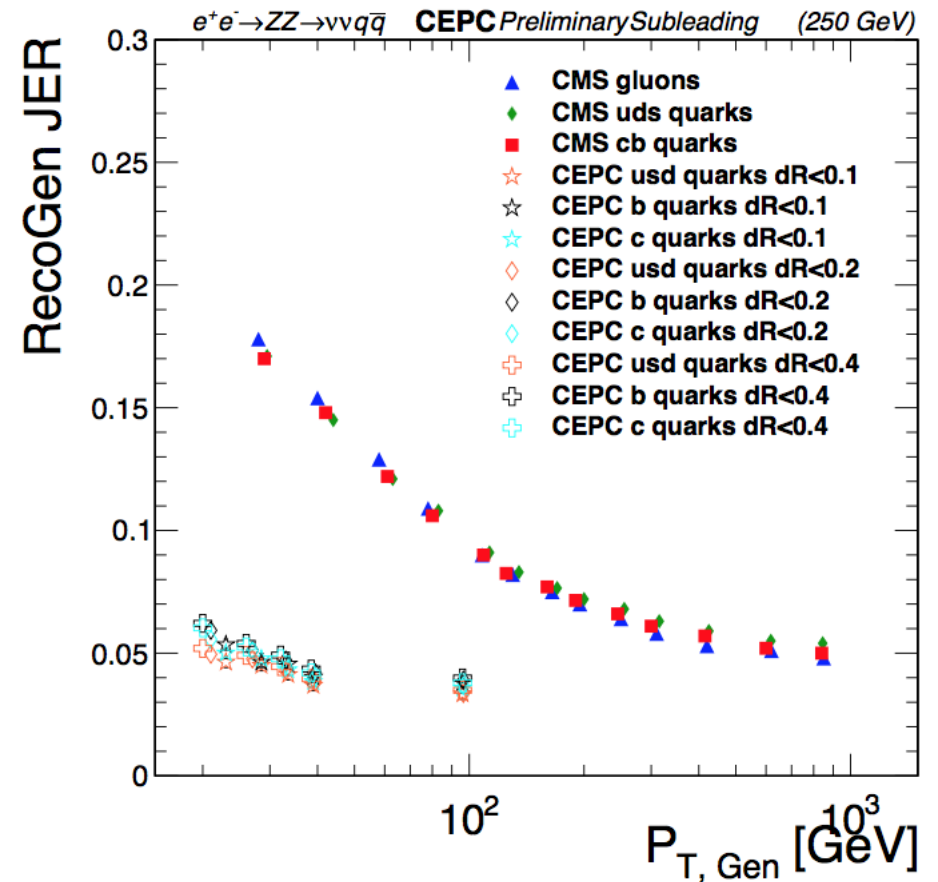 e⁺e⁻→ZZ→ννqq̅ CEPC Preliminary Subleading (250 GeV)
RecoGen JER
0.3
0.25
0.2
0.15
0.1
0.05
0
CMS gluons
CMS uds quarks
CMS cb quarks
CEPC usd quarks dR<0.1
CEPC b quarks dR<0.1
CEPC c quarks dR<0.1
CEPC usd quarks dR<0.2
CEPC b quarks dR<0.2
CEPC c quarks dR<0.2
CEPC usd quarks dR<0.4
CEPC b quarks dR<0.4
CEPC c quarks dR<0.4
10² 10³
P_T, Gen [GeV]